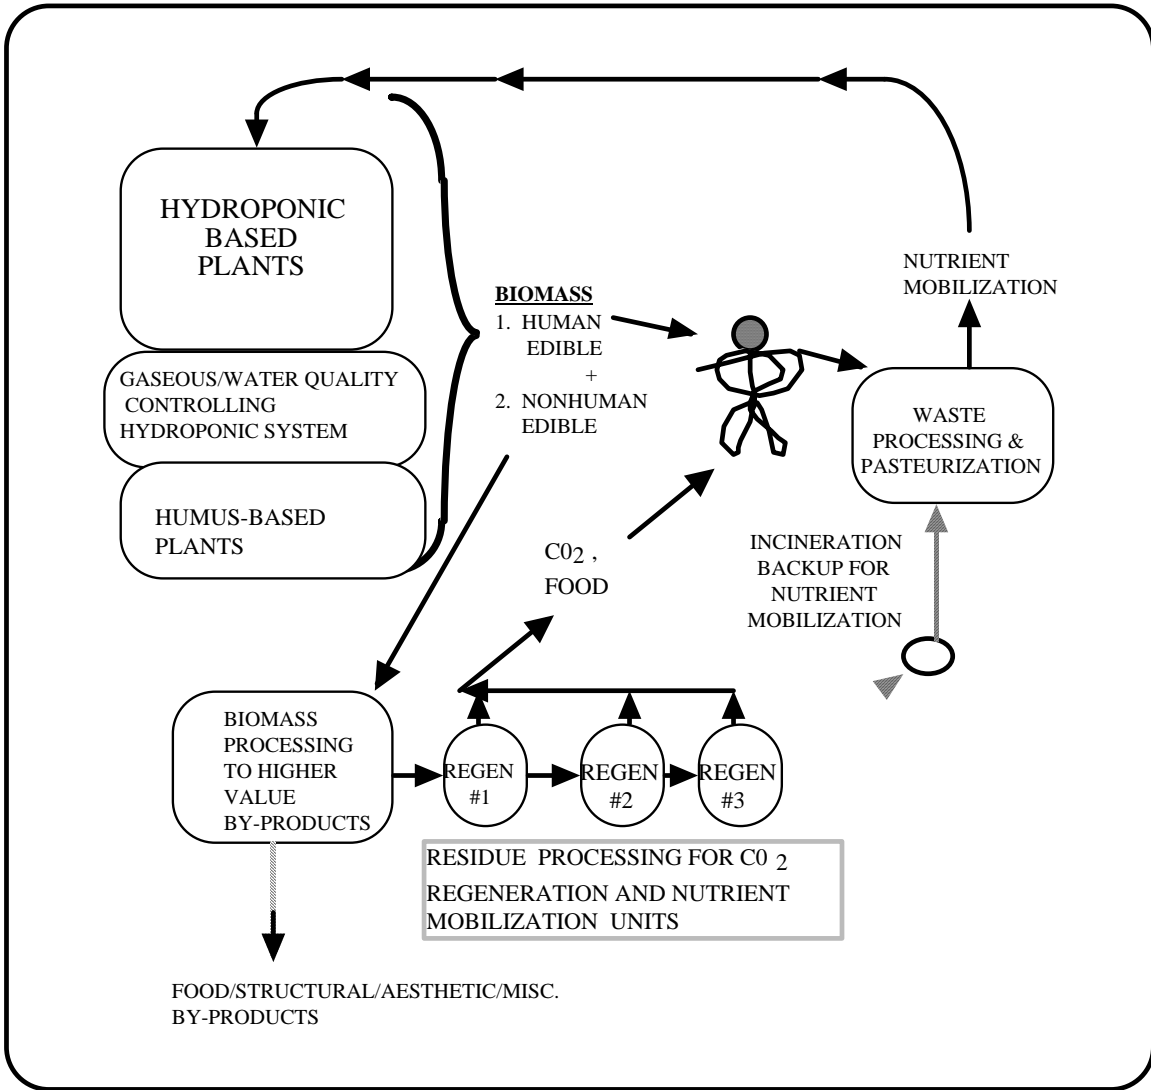 HYDROPONIC
BASED
PLANTS
GASEOUS/WATER QUALITY
CONTROLLING
HYDROPONIC SYSTEM
HUMUS-BASED
PLANTS
BIOMASS
1. HUMAN
EDIBLE
+
2. NONHUMAN
EDIBLE
NUTRIENT
MOBILIZATION
WASTE
PROCESSING &
PASTEURIZATION
INCINERATION
BACKUP FOR
NUTRIENT
MOBILIZATION
C0₂ ,
FOOD
BIOMASS
PROCESSING
TO HIGHER
VALUE
BY-PRODUCTS
REGEN
#1
REGEN
#2
REGEN
#3
RESIDUE PROCESSING FOR C0 ₂
REGENERATION AND NUTRIENT
MOBILIZATION UNITS
FOOD/STRUCTURAL/AESTHETIC/MISC.
BY-PRODUCTS